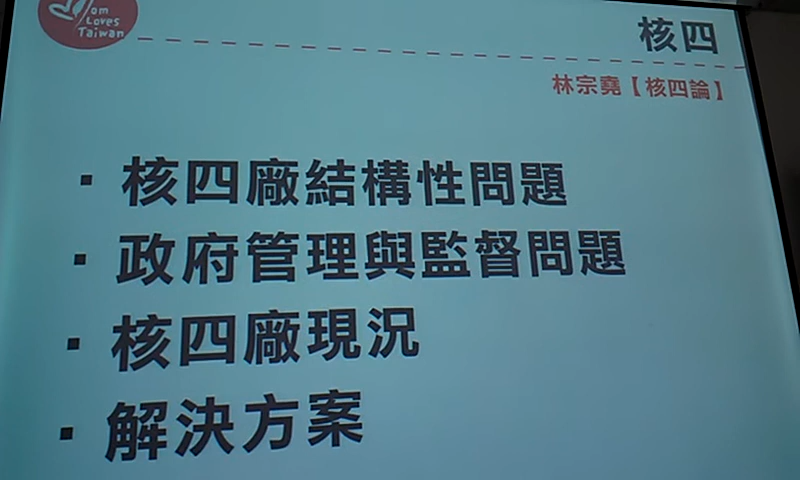 om
Loves
Taiwan
核四
林宗堯【核四論】
·核四廠結構性問題
·政府管理與監督問題
·核四廠現況
·解決方案